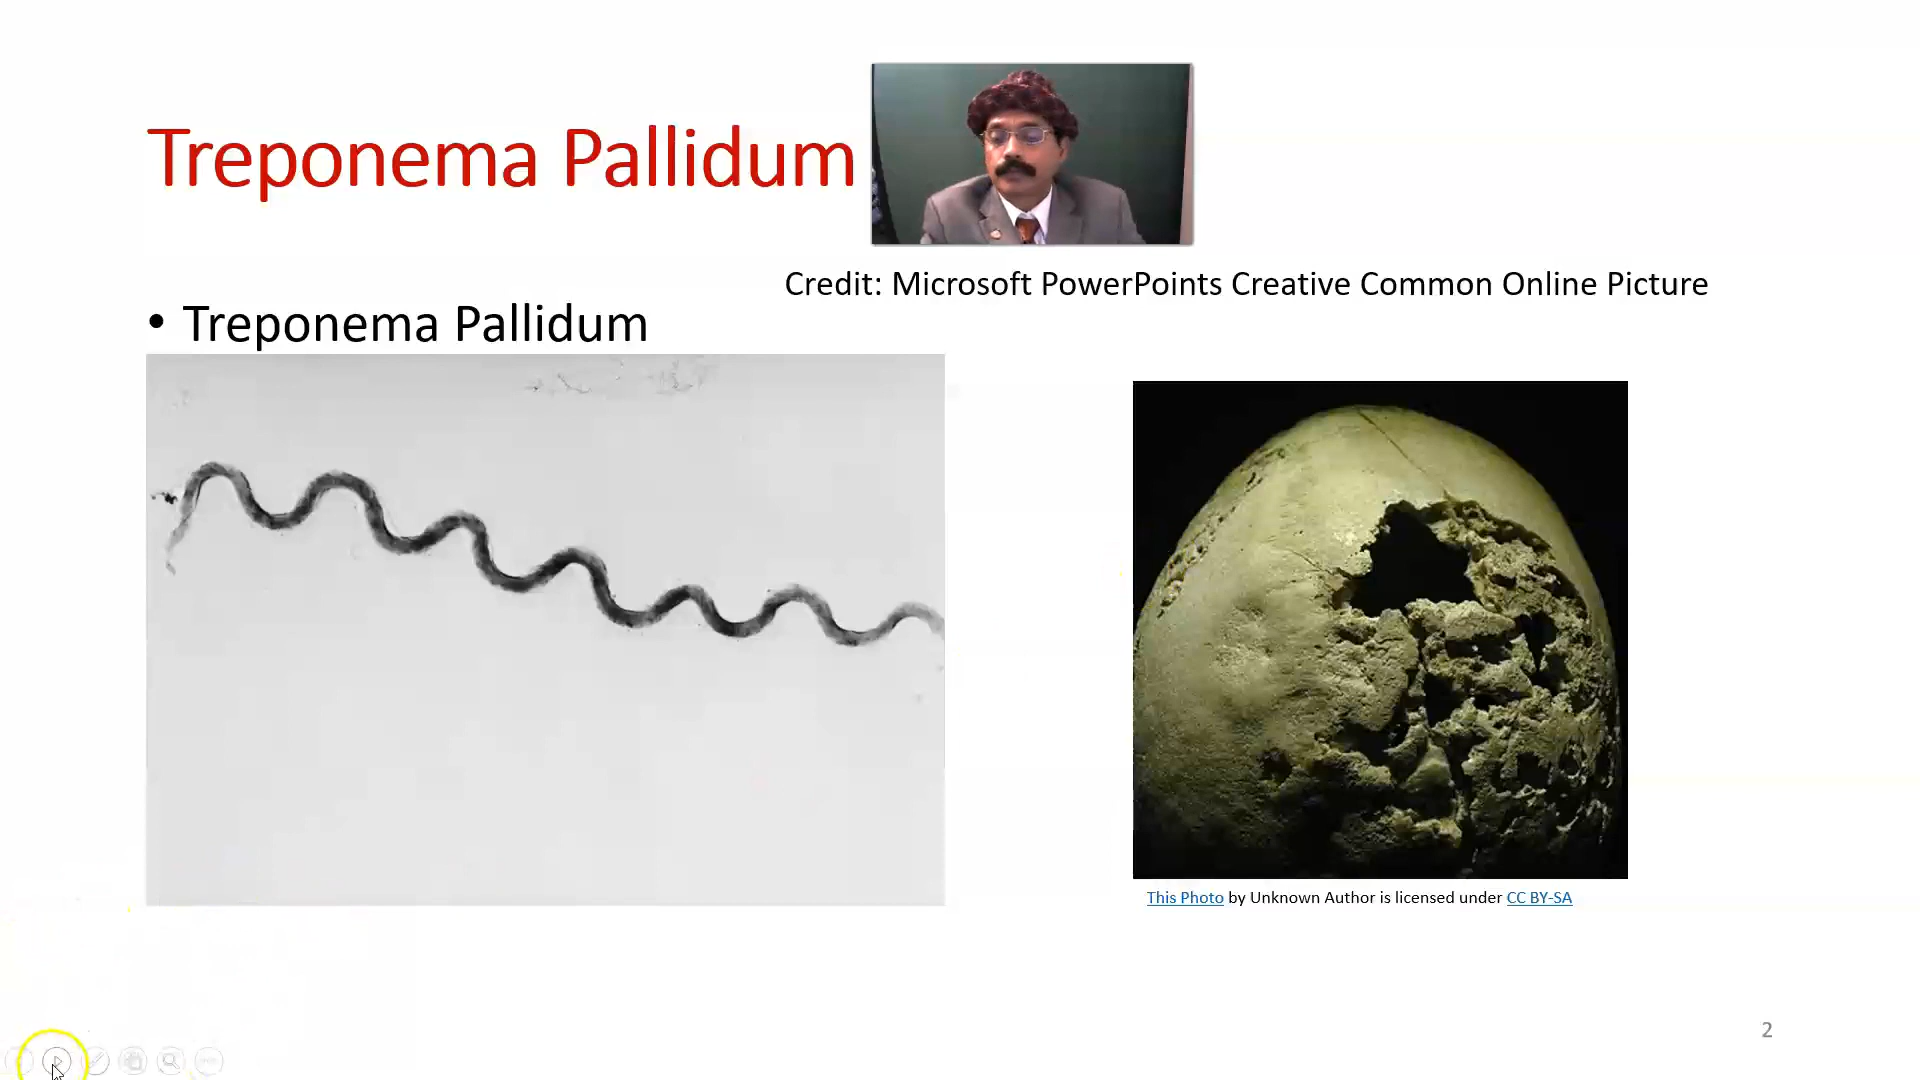 Treponema Pallidum
Credit: Microsoft PowerPoints Creative Common Online Picture
• Treponema Pallidum
This Photo by Unknown Author is licensed under CC BY-SA
2